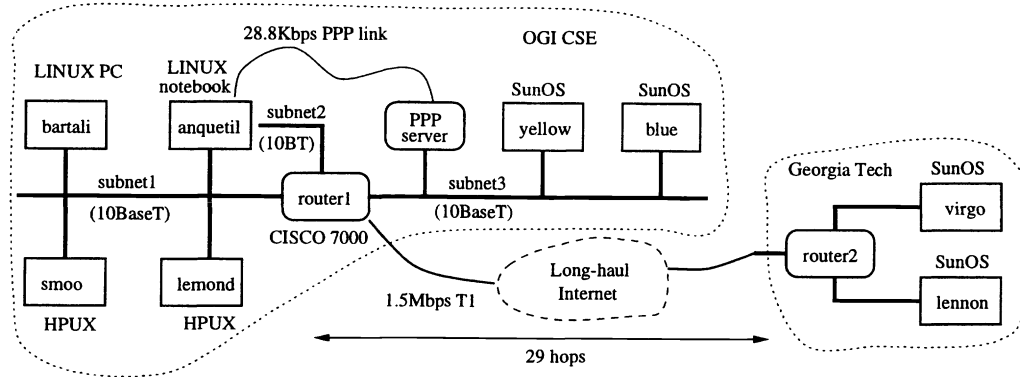 28.8Kbps PPP link
OGI CSE
LINUX PC
LINUX
notebook
SunOS
SunOS
bartali
anquetil
subnet2
(10BT)
PPP
server
yellow
blue
subnet1
(10BaseT)
router1
subnet3
(10BaseT)
CISCO 7000
Georgia Tech
SunOS
virgo
router2
SunOS
lennon
smoo
HPUX
lemond
HPUX
1.5Mbps T1
Long-haul
Internet
29 hops